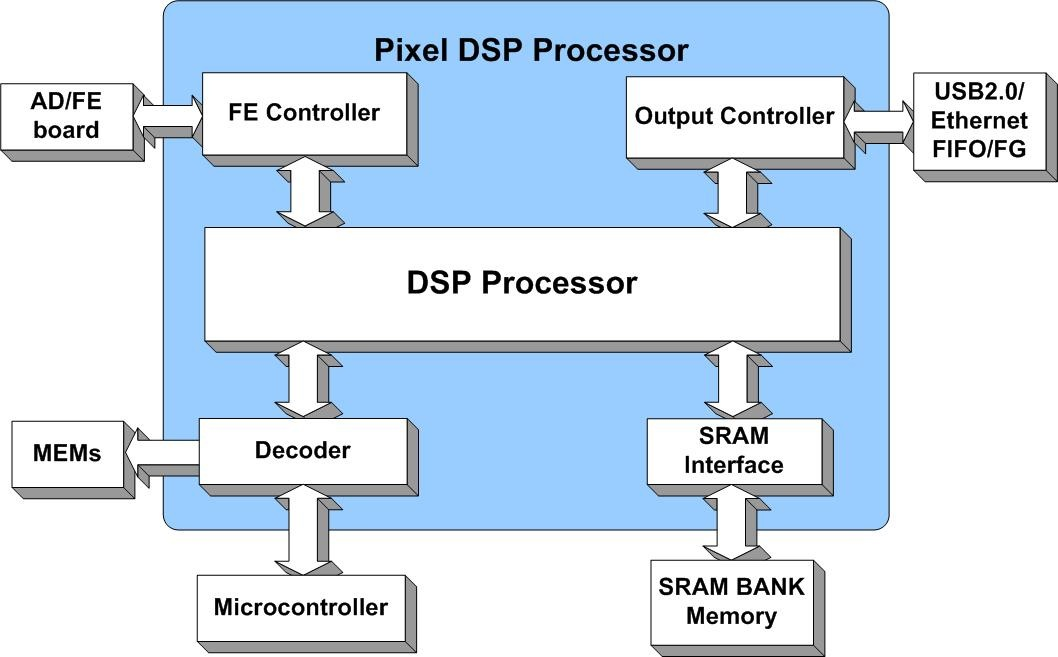 Pixel DSP Processor
AD/FE
board
FE Controller
Output Controller
USB2.0/
Ethernet
FIFO/FG
DSP Processor
MEMs
Decoder
SRAM
Interface
Microcontroller
SRAM BANK
Memory